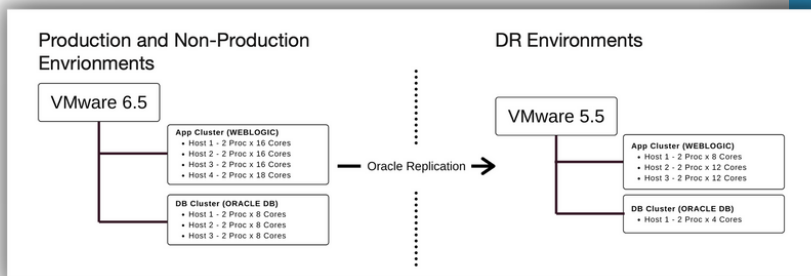 Production and Non-Production
Envrionments
VMware 6.5
App Cluster (WEBLOGIC)
• Host 1 - 2 Proc x 16 Cores
• Host 2 - 2 Proc x 16 Cores
• Host 3 - 2 Proc x 16 Cores
• Host 4 - 2 Proc x 18 Cores
DB Cluster (ORACLE DB)
• Host 1 - 2 Proc x 8 Cores
• Host 2 - 2 Proc x 8 Cores
• Host 3 - 2 Proc x 8 Cores
Oracle Replication
DR Environments
VMware 5.5
App Cluster (WEBLOGIC)
• Host 1 - 2 Proc x 8 Cores
• Host 2 - 2 Proc x 12 Cores
• Host 3 - 2 Proc x 12 Cores
DB Cluster (ORACLE DB)
• Host 1 - 2 Proc x 4 Cores